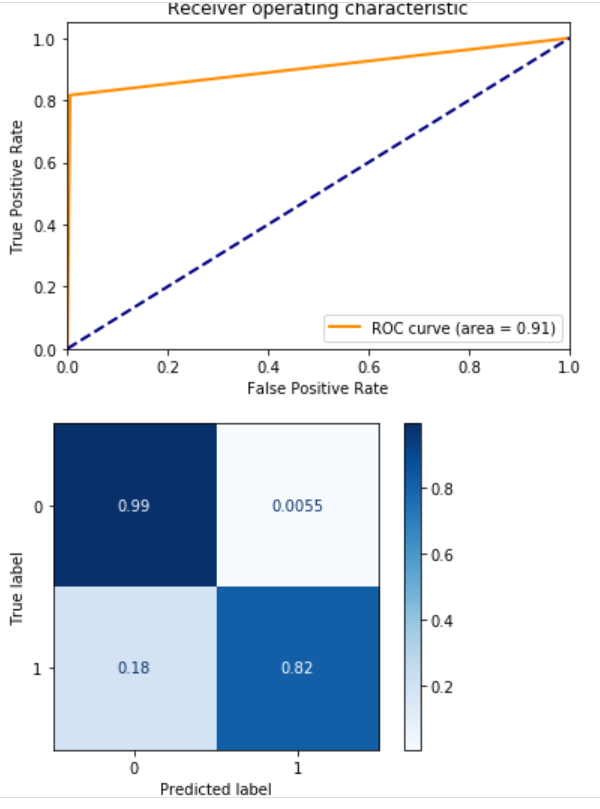 Receiver operating characteristic
1.0
0.8
0.6
0.4
0.2
0.0
True Positive Rate
ROC curve (area = 0.91)
0.0 0.2 0.4 0.6 0.8 1.0
False Positive Rate
0 0.99 0.0055
1 0.18 0.82
True label
0 1
Predicted label
0.8
0.6
0.4
0.2